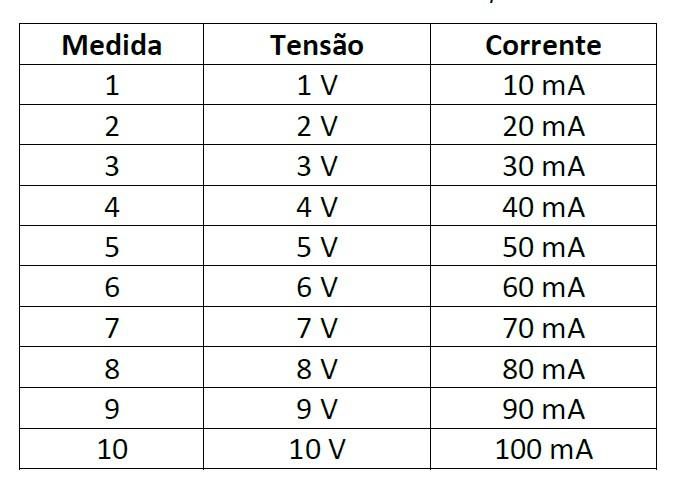 Medida Tensão Corrente
1 1 V 10 mA
2 2 V 20 mA
3 3 V 30 mA
4 4 V 40 mA
5 5 V 50 mA
6 6 V 60 mA
7 7 V 70 mA
8 8 V 80 mA
9 9 V 90 mA
10 10 V 100 mA